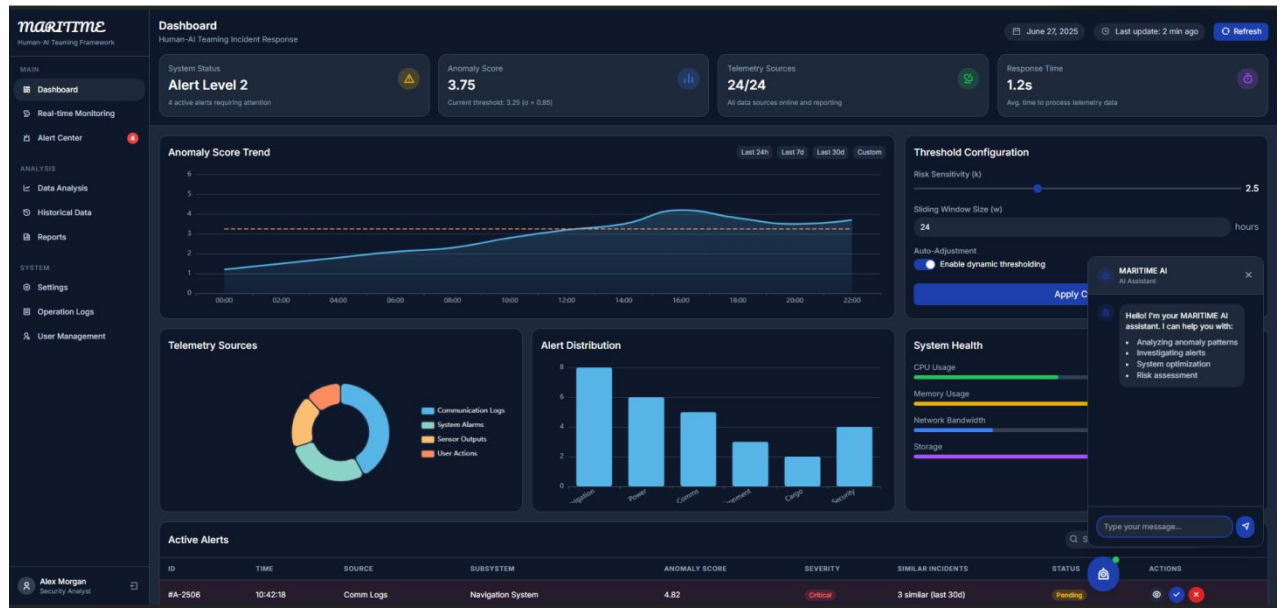 MARITIME
Human-AI Teaming Framework
MAIN
Dashboard
Real-time Monitoring
Alert Center
4
ANALYSIS
Data Analysis
Historical Data
Reports
SYSTEM
Settings
Operation Logs
User Management
Alex Morgan
Security Analyst
Dashboard
Human-AI Teaming Incident Response
June 27, 2025
Last update: 2 min ago
Refresh
System Status
Alert Level 2
4 active alerts requiring attention
Anomaly Score
3.75
Current threshold: 3.25 (σ = 0.85)
Telemetry Sources
24/24
All data sources online and reporting
Response Time
1.2s
Avg. time to process telemetry data
Anomaly Score Trend
Last 24h Last 7d Last 30d Custom
6
5
4
3
2
1
0
00:00 02:00 04:00 06:00 08:00 10:00 12:00 14:00 16:00 18:00 20:00 22:00
Threshold Configuration
Risk Sensitivity (k)
2.5
Sliding Window Size (w)
24 hours
Auto-Adjustment
Enable dynamic thresholding
Apply C
Telemetry Sources
Communication Logs
System Alarms
Sensor Outputs
User Actions
Alert Distribution
8
6
4
2
0
vigation Power Comms onment Cargo Security
System Health
CPU Usage
Memory Usage
Network Bandwidth
Storage
MARITIME AI
AI Assistant
Hello! I'm your MARITIME AI
assistant. I can help you with:
• Analyzing anomaly patterns
• Investigating alerts
• System optimization
• Risk assessment
Type your message...
Active Alerts
S
ID TIME SOURCE SUBSYSTEM ANOMALY SCORE SEVERITY SIMILAR INCIDENTS STATUS ACTIONS
#A-2506 10:42:18 Comm Logs Navigation System 4.82 Critical 3 similar (last 30d) Pending